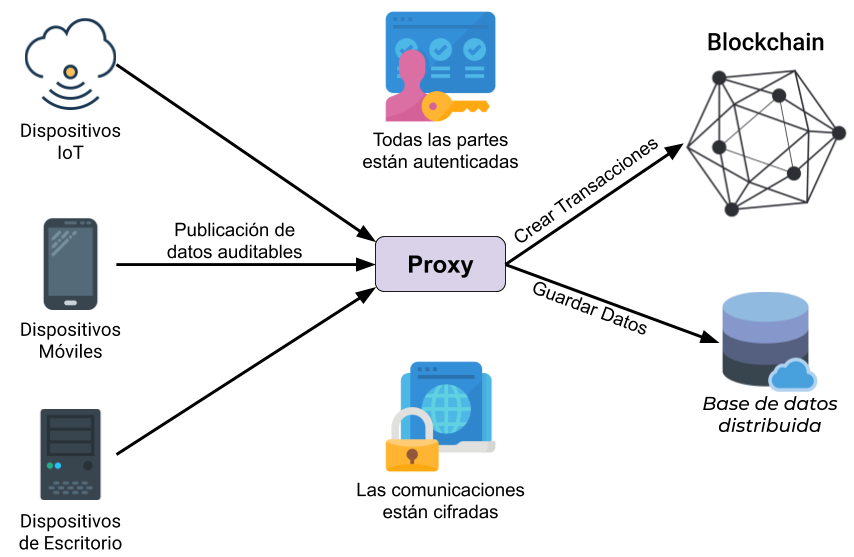 Dispositivos
IoT
Todas las partes
están autenticadas
Blockchain
Publicación de
datos auditables
Crear Transacciones
Proxy
Guardar Datos
Dispositivos
Móviles
Base de datos
distribuida
Las comunicaciones
están cifradas
Dispositivos
de Escritorio